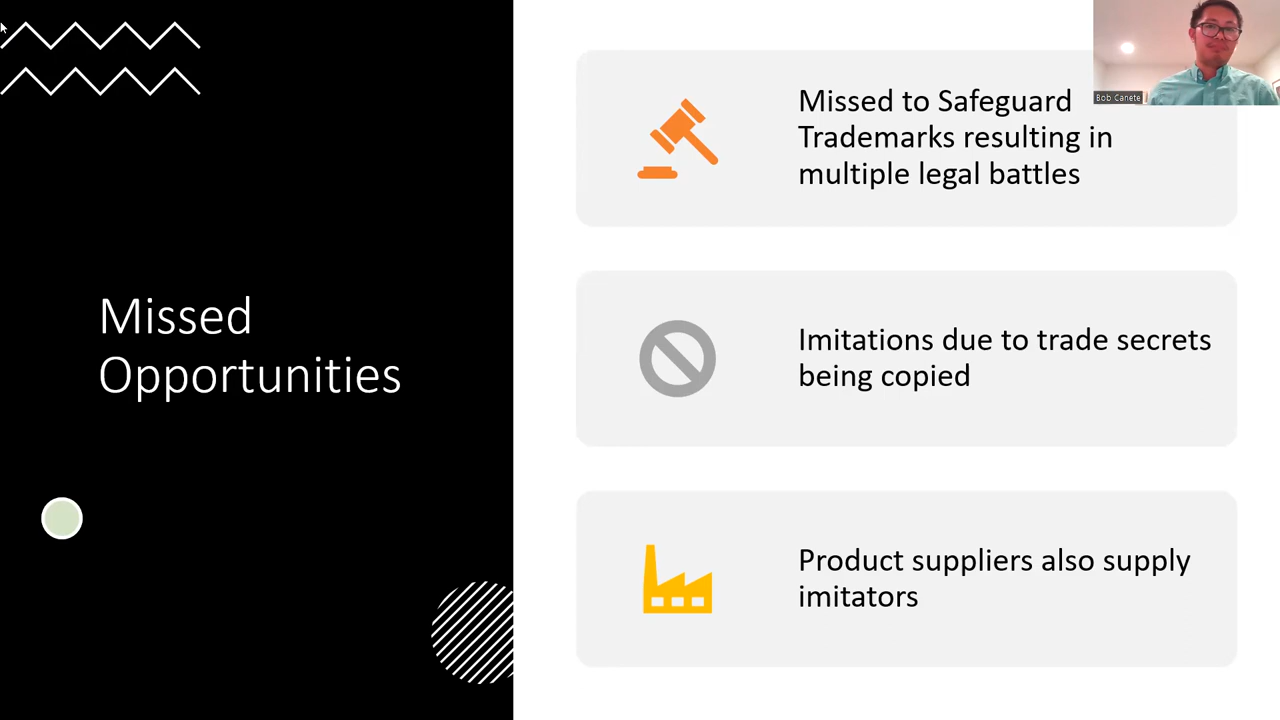 Missed
Opportunities
Missed to Safeguard
Trademarks resulting in
multiple legal battles
Imitations due to trade secrets
being copied
Product suppliers also supply
imitators
Bob Canete